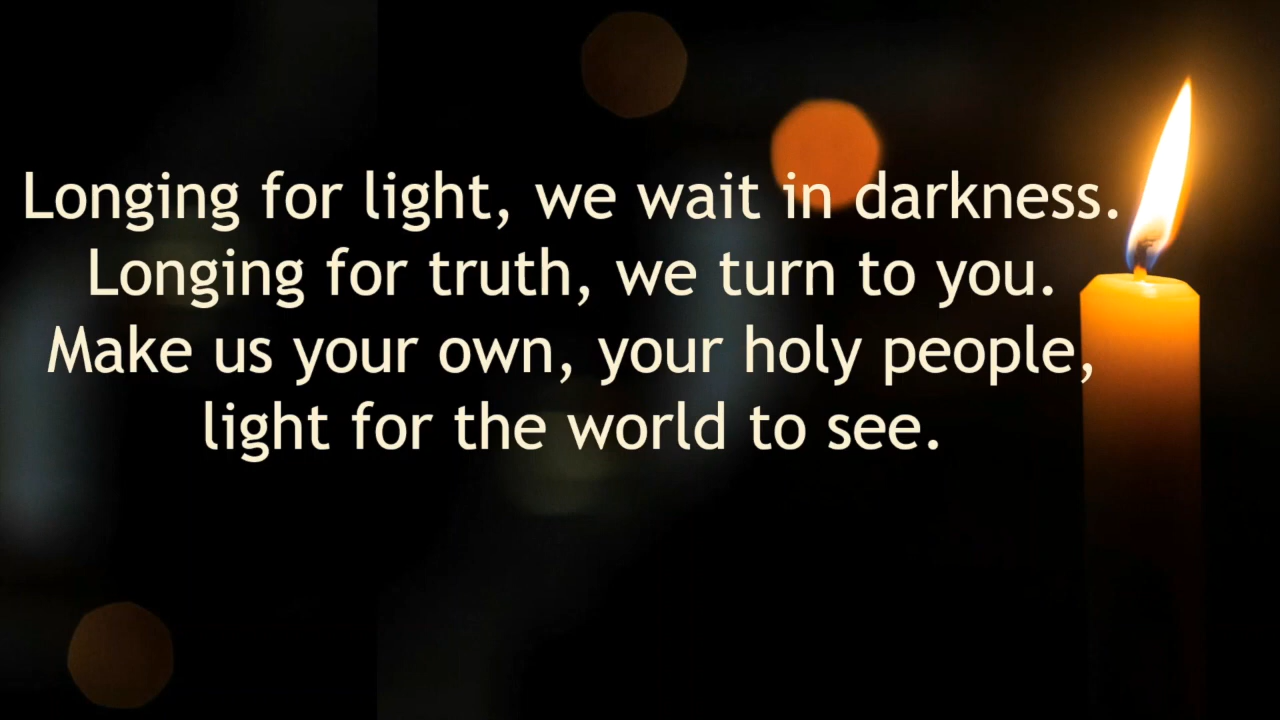 Longing for light, we wait in darkness.
Longing for truth, we turn to you.
Make us your own, your holy people,
light for the world to see.